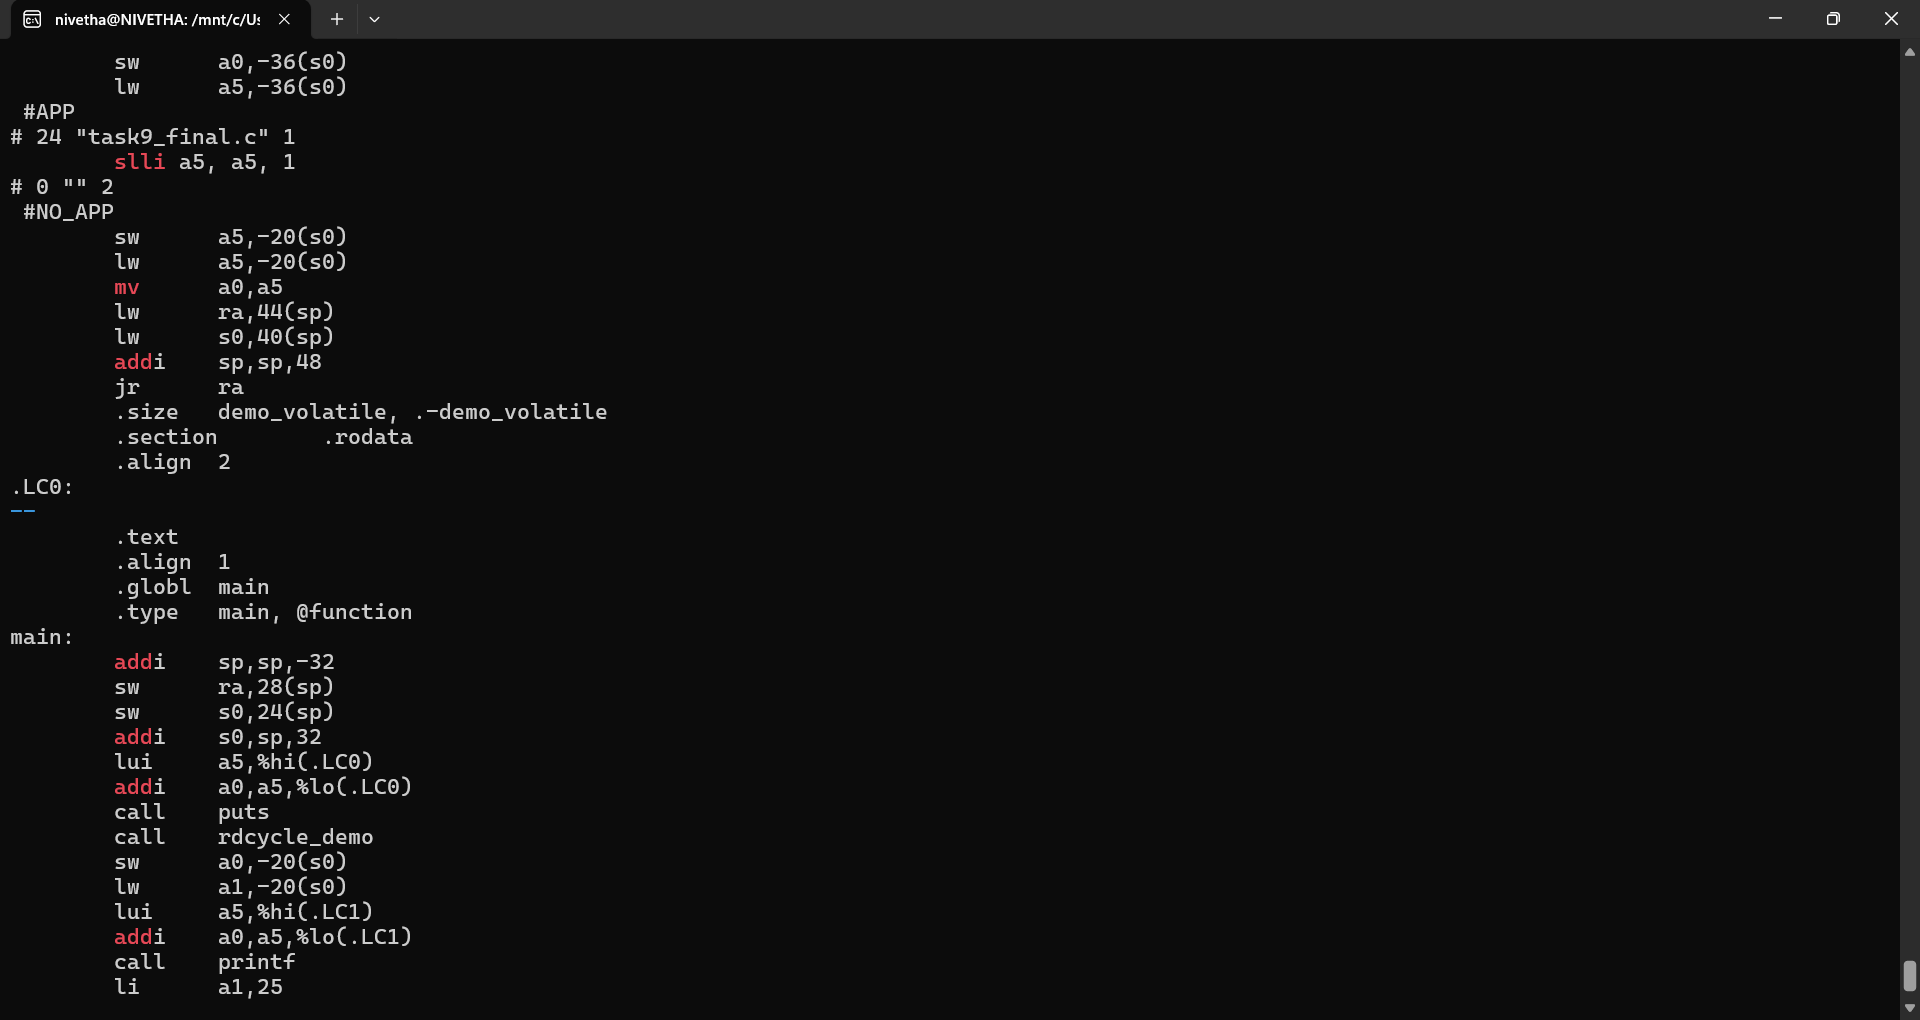 nivetha@NIVETHA: /mnt/c/Us
sw a0,-36(s0)
lw a5,-36(s0)
#APP
# 24 "task9_final.c" 1
slli a5, a5, 1
# 0 "" 2
#NO_APP
sw a5,-20(s0)
lw a5,-20(s0)
mv a0,a5
lw ra,44(sp)
lw s0,40(sp)
addi sp,sp,48
jr ra
.size demo_volatile, .-demo_volatile
.section .rodata
.align 2
.LC0:
--
.text
.align 1
.globl main
.type main, @function
main:
addi sp,sp,-32
sw ra,28(sp)
sw s0,24(sp)
addi s0,sp,32
lui a5,%hi(.LC0)
addi a0,a5,%lo(.LC0)
call puts
call rdcycle_demo
sw a0,-20(s0)
lw a1,-20(s0)
lui a5,%hi(.LC1)
addi a0,a5,%lo(.LC1)
call printf
li a1,25